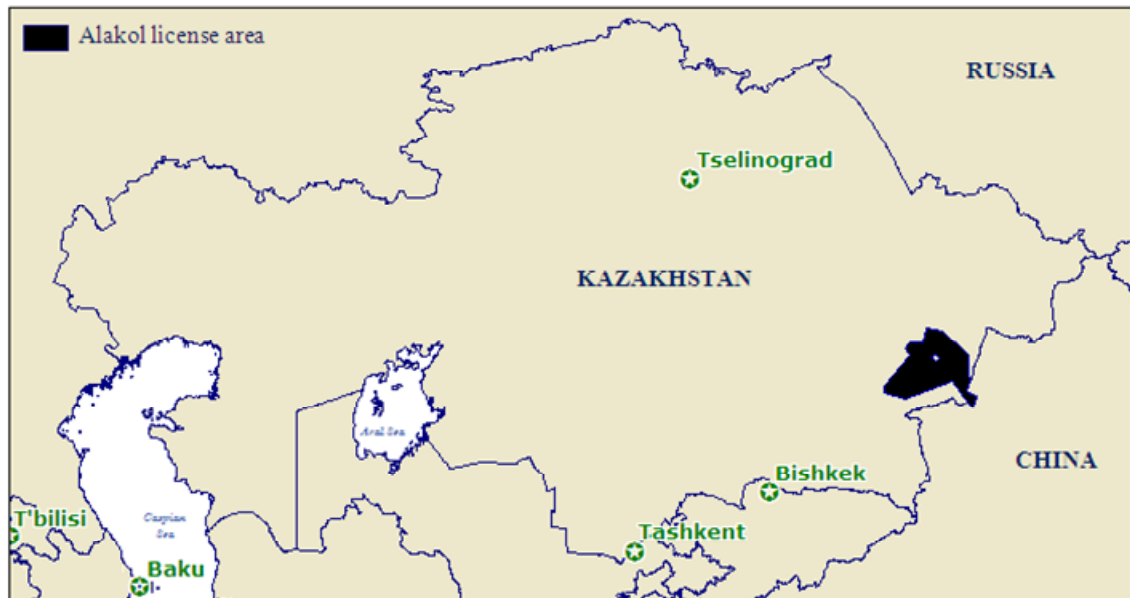 Alakol license area
RUSSIA
Tselinograd
KAZAKHSTAN
Aral Sea
CHINA
Bishkek
T'bilisi
Caspian
Sea
Tashkent
Baku